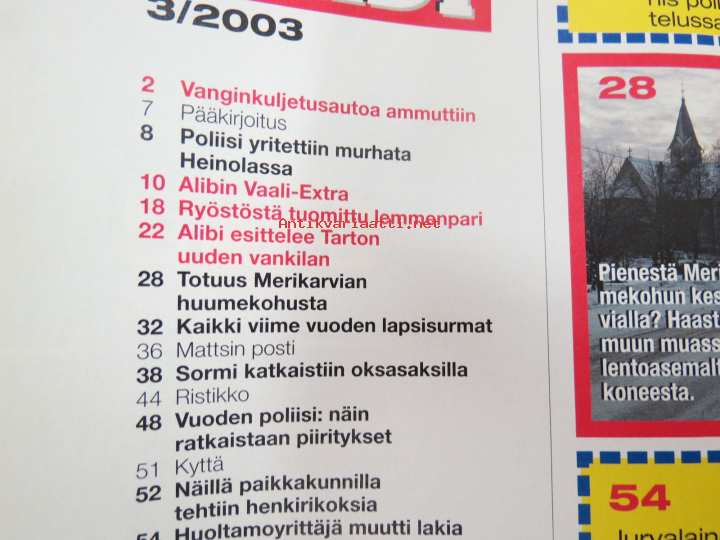 3/2003
2 Vanginkuljetusautoa ammuttiin
7 Pääkirjoitus
8 Poliisi yritettiin murhata
Heinolassa
10 Alibin Vaali-Extra
18 Ryöstöstä tuomittu lemmenpari
Antikvariaatti.net
22 Alibi esittelee Tarton
uuden vankilan
28 Totuus Merikarvian
huumekohusta
32 Kaikki viime vuoden lapsisurmat
36 Mattsin posti
38 Sormi katkaistiin oksasaksilla
44 Ristikko
48 Vuoden poliisi: näin
ratkaistaan piiritykset
51 Kyttä
52 Näillä paikkakunnilla
tehtiin henkirikoksia
54 Huoltamoyrittäjä muutti lakia
telussa
28
Pienestä Meri
mekohun kes
vialla? Haast
muun muass
lentoasemalt
koneesta.
54